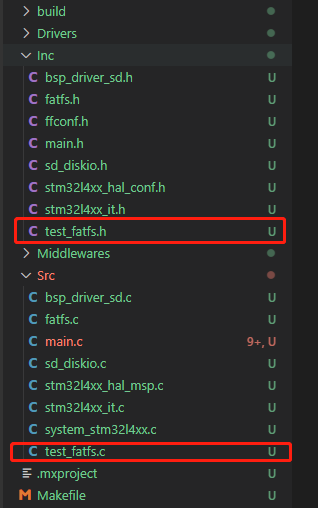 build
Drivers
Inc
C bsp_driver_sd.h U
C fatfs.h U
C ffconf.h U
C main.h U
C sd_diskio.h U
C stm32l4xx_hal_conf.h U
C stm32l4xx_it.h U
C test_fatfs.h U
Middlewares
Src
C bsp_driver_sd.c U
C fatfs.c U
C main.c 9+, U
C sd_diskio.c U
C stm32l4xx_hal_msp.c U
C stm32l4xx_it.c U
C system_stm32l4xx.c U
C test_fatfs.c U
.mxproject U
M Makefile U